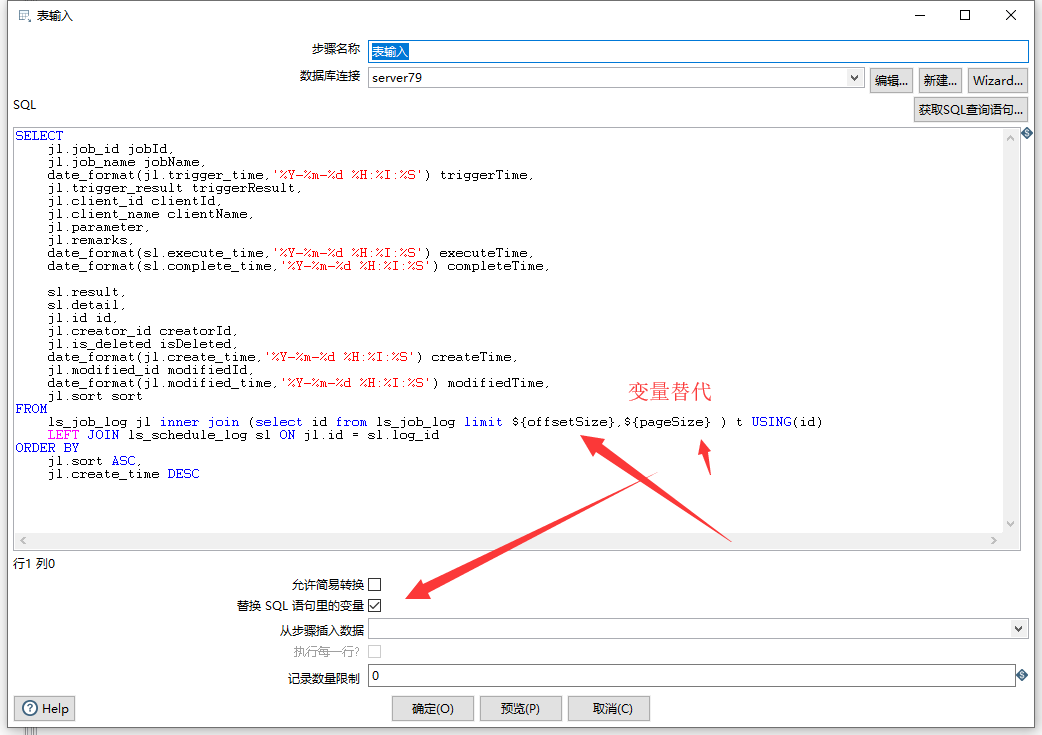 表输入
步骤名称 表输入
数据库连接 server79 编辑... 新建... Wizard...
SQL 获取SQL查询语句...
SELECT
    jl.job_id jobId,
    jl.job_name jobName,
    date_format(jl.trigger_time,'%Y-%m-%d %H:%I:%S') triggerTime,
    jl.trigger_result triggerResult,
    jl.client_id clientId,
    jl.client_name clientName,
    jl.parameter,
    jl.remarks,
    date_format(sl.execute_time,'%Y-%m-%d %H:%I:%S') executeTime,
    date_format(sl.complete_time,'%Y-%m-%d %H:%I:%S') completeTime,
    sl.result,
    sl.detail,
    jl.id id,
    jl.creator_id creatorId,
    jl.is_deleted isDeleted,
    date_format(jl.create_time,'%Y-%m-%d %H:%I:%S') createTime,
    jl.modified_id modifiedId,
    date_format(jl.modified_time,'%Y-%m-%d %H:%I:%S') modifiedTime,
    jl.sort sort
变量替代
FROM
    ls_job_log jl inner join (select id from ls_job_log limit ${offsetSize},${pageSize} ) t USING(id)
    LEFT JOIN ls_schedule_log sl ON jl.id = sl.log_id
ORDER BY
    jl.sort ASC,
    jl.create_time DESC
行1 列0
允许简易转换
替换 SQL 语句里的变量
从步骤插入数据
执行每一行?
记录数量限制 0
Help 确定(O) 预览(P) 取消(C)